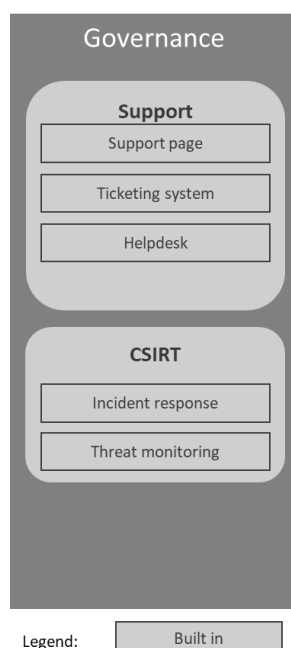 Governance
Support
Support page
Ticketing system
Helpdesk
CSIRT
Incident response
Threat monitoring
Legend:
Built in